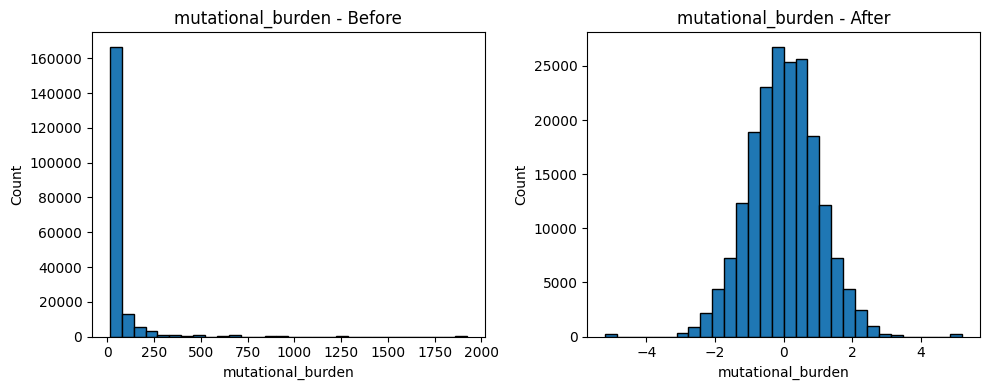 mutational_burden - Before
160000
140000
120000
100000
80000
60000
40000
20000
0
Count
0 250 500 750 1000 1250 1500 1750 2000
mutational_burden
mutational_burden - After
25000
20000
15000
10000
5000
0
Count
−4 −2 0 2 4
mutational_burden